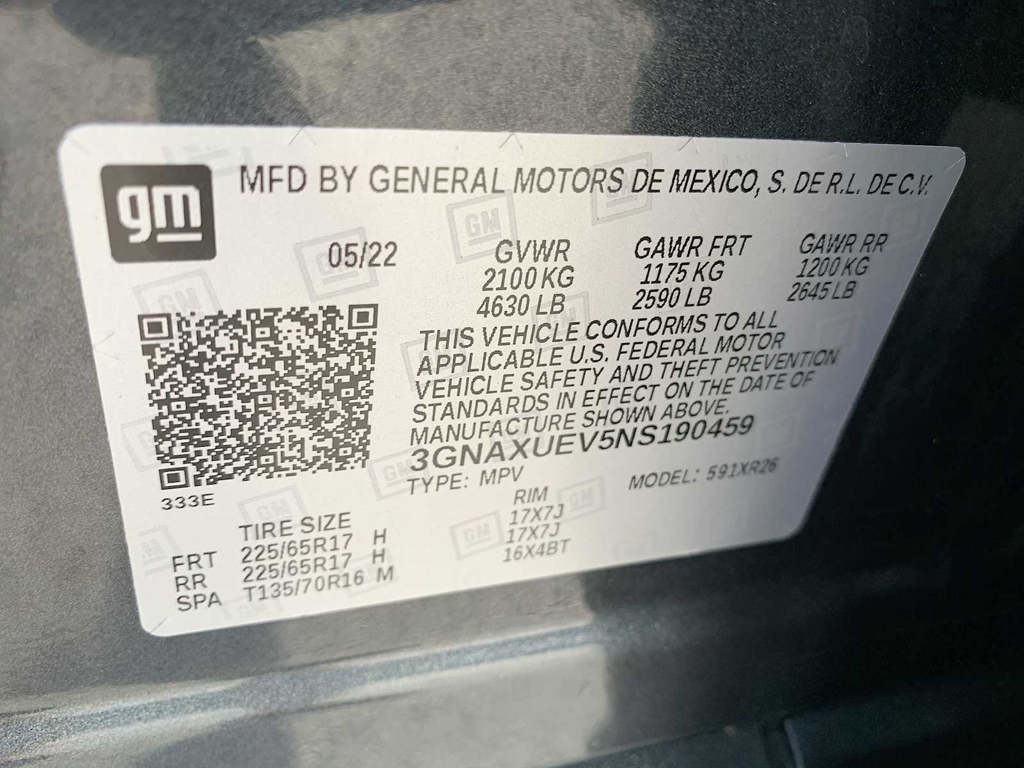 gm
MFD BY GENERAL MOTORS DE MEXICO, S. DE R.L. DE C.V.
05/22
GVWR
2100 KG
4630 LB
GAWR FRT
1175 KG
2590 LB
GAWR RR
1200 KG
2645 LB
THIS VEHICLE CONFORMS TO ALL
APPLICABLE U.S. FEDERAL MOTOR
VEHICLE SAFETY AND THEFT PREVENTION
STANDARDS IN EFFECT ON THE DATE OF
MANUFACTURE SHOWN ABOVE.
3GNAXUEV5NS190459
TYPE: MPV MODEL: 591XR26
333E
TIRE SIZE RIM
FRT 225/65R17 H 17X7J
RR 225/65R17 H 17X7J
SPA T135/70R16 M 16X4BT